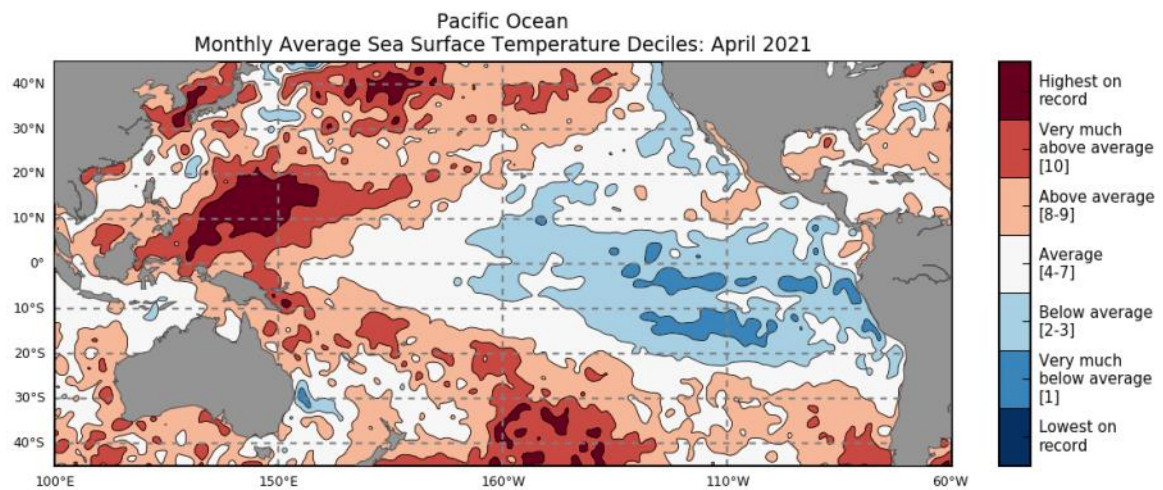 Pacific Ocean
Monthly Average Sea Surface Temperature Deciles: April 2021
40°N
30°N
20°N
10°N
0°
10°S
20°S
30°S
40°S
100°E
150°E
160°W
110°W
60°W
Highest on
record
Very much
above average
[10]
Above average
[8-9]
Average
[4-7]
Below average
[2-3]
Very much
below average
[1]
Lowest on
record